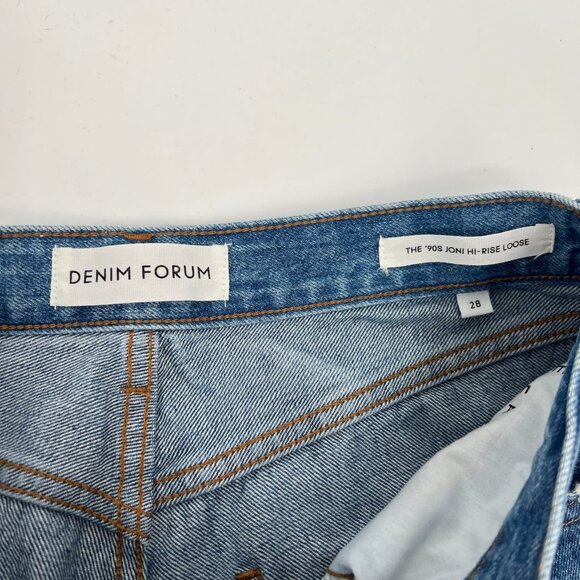 DENIM FORUM
THE '90S JONI HI-RISE LOOSE
28